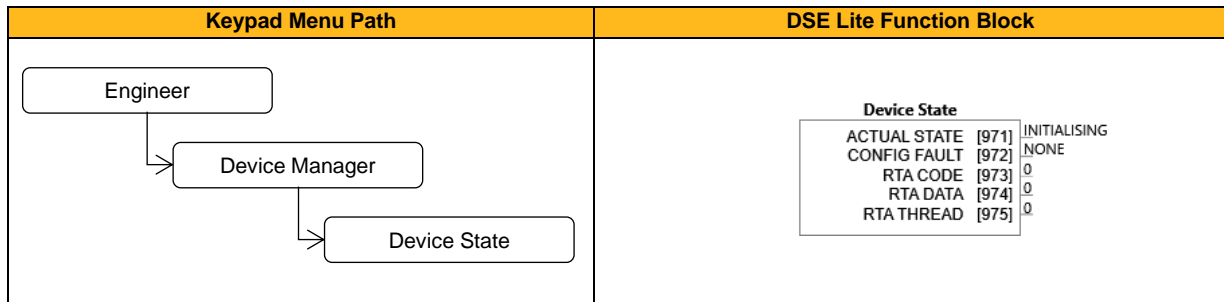 Keypad Menu Path
DSE Lite Function Block
Engineer
Device Manager
Device State
Device State
ACTUAL STATE [971] INITIALISING
CONFIG FAULT [972] NONE
RTA CODE [973] 0
RTA DATA [974] 0
RTA THREAD [975] 0